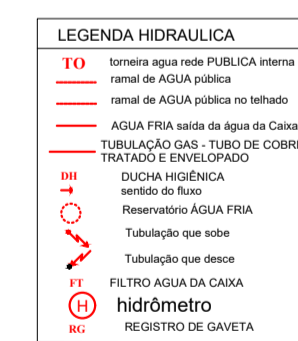 LEGENDA HIDRAULICA
TO torneira agua rede PUBLICA interna
ramal de AGUA pública
ramal de AGUA pública no telhado
AGUA FRIA saída da água da Caixa
TUBULAÇÃO GAS - TUBO DE COBRE
TRATADO E ENVELOPADO
DH DUCHA HIGIÊNICA
sentido do fluxo
Reservatório ÁGUA FRIA
Tubulação que sobe
Tubulação que desce
FT FILTRO AGUA DA CAIXA
H hidrômetro
RG REGISTRO DE GAVETA